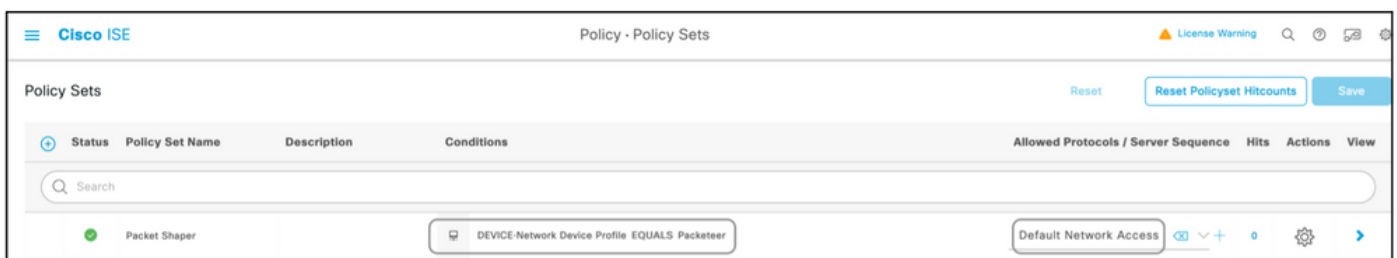 Cisco ISE Policy · Policy Sets License Warning
Policy Sets Reset Reset Policyset Hitcounts Save
Status Policy Set Name Description Conditions Allowed Protocols / Server Sequence Hits Actions View
Search
Packet Shaper DEVICE-Network Device Profile EQUALS Packeteer Default Network Access 0